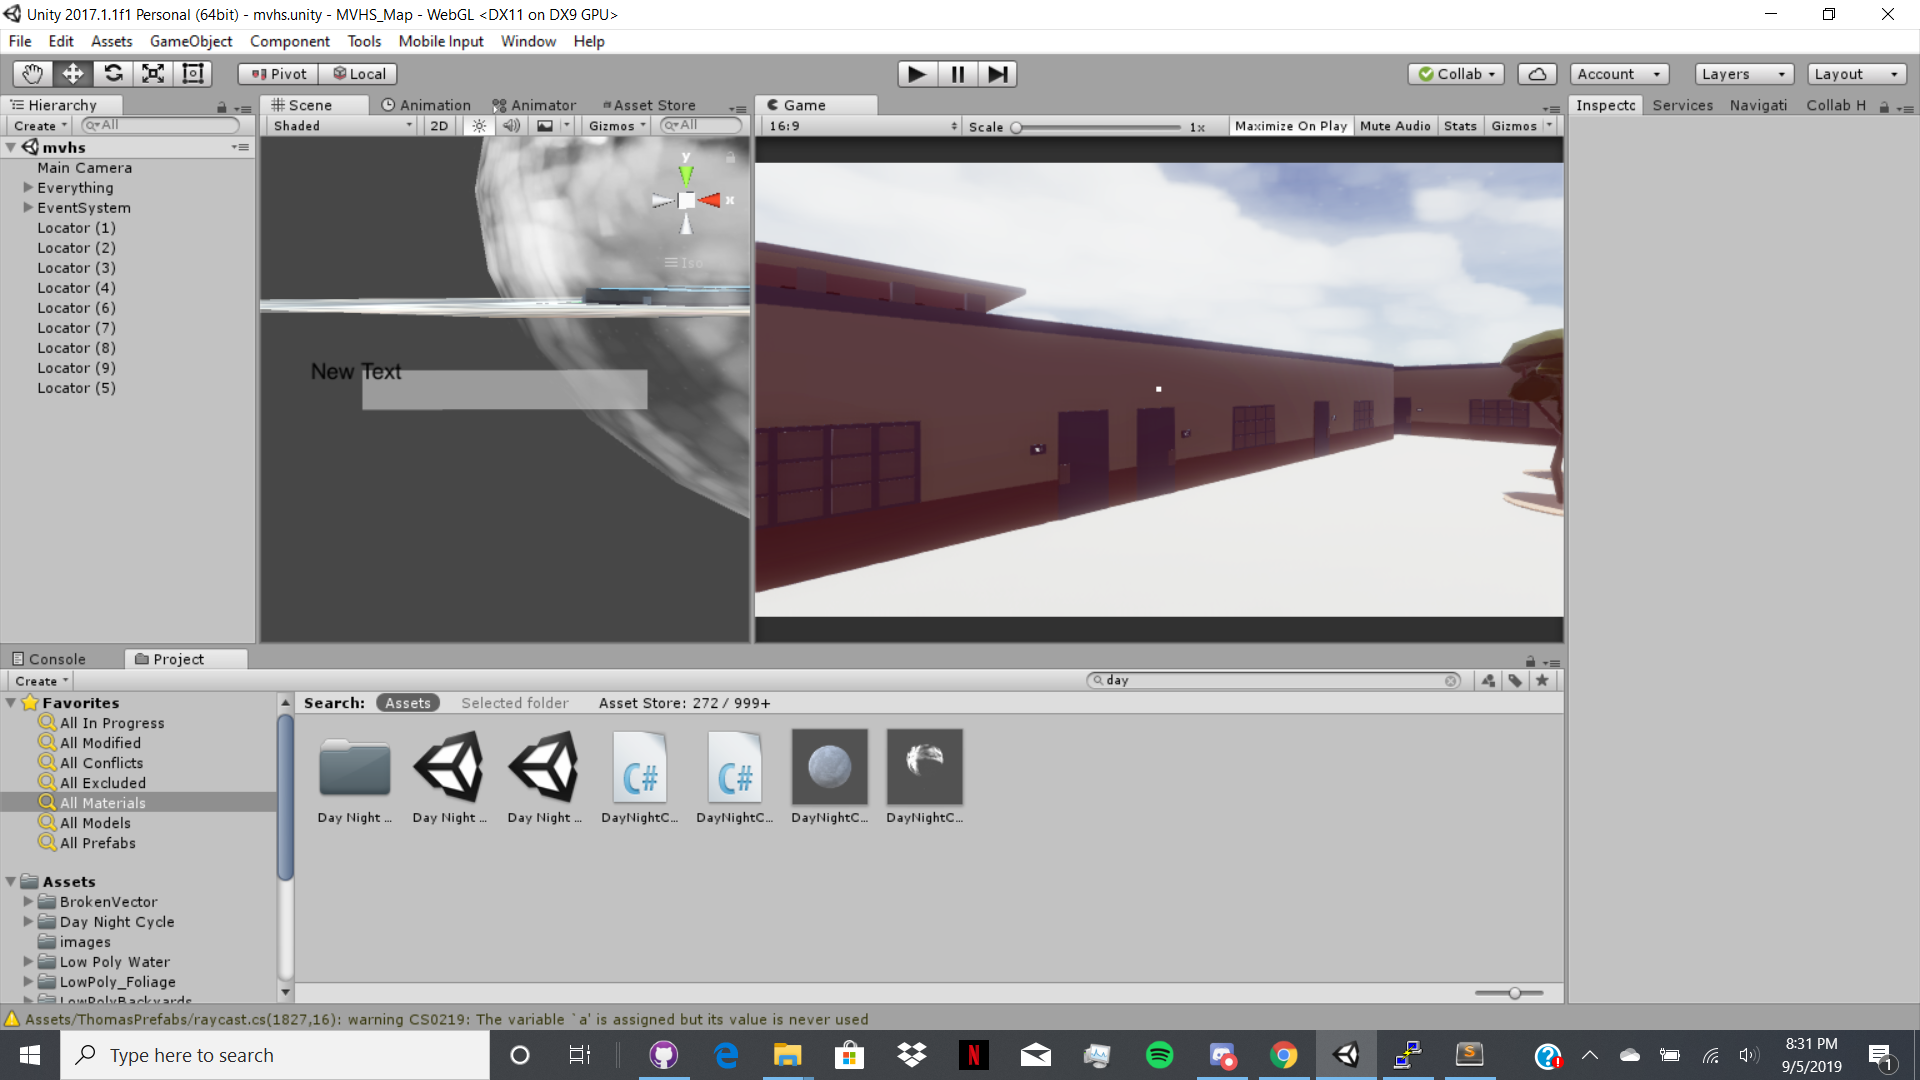 Unity 2017.1.1f1 Personal (64bit) - mvhs.unity - MVHS_Map - WebGL <DX11 on DX9 GPU>
File Edit Assets GameObject Component Tools Mobile Input Window Help
Pivot Local Collab Account Layers Layout
Hierarchy Scene Animation Animator Asset Store Game Inspectc Services Navigati Collab H
Create All Shaded 2D Gizmos All 16:9 Scale 1x Maximize On Play Mute Audio Stats Gizmos
mvhs
Main Camera
Everything
EventSystem
Locator (1)
Locator (2)
Locator (3)
Locator (4)
Locator (6)
Locator (7)
Locator (8)
Locator (9)
Locator (5)
y
x
Iso
New Text
Console Project
Create day
Favorites
All In Progress
All Modified
All Conflicts
All Excluded
All Materials
All Models
All Prefabs
Assets
BrokenVector
Day Night Cycle
images
Low Poly Water
LowPoly_Foliage
LowPolyBackyards
Search: Assets Selected folder Asset Store: 272 / 999+
C# C#
Day Night ... Day Night ... Day Night ... DayNightC... DayNightC... DayNightC... DayNightC...
Assets/ThomasPrefabs/raycast.cs(1827,16): warning CS0219: The variable `a' is assigned but its value is never used
Type here to search
8:31 PM
9/5/2019
1